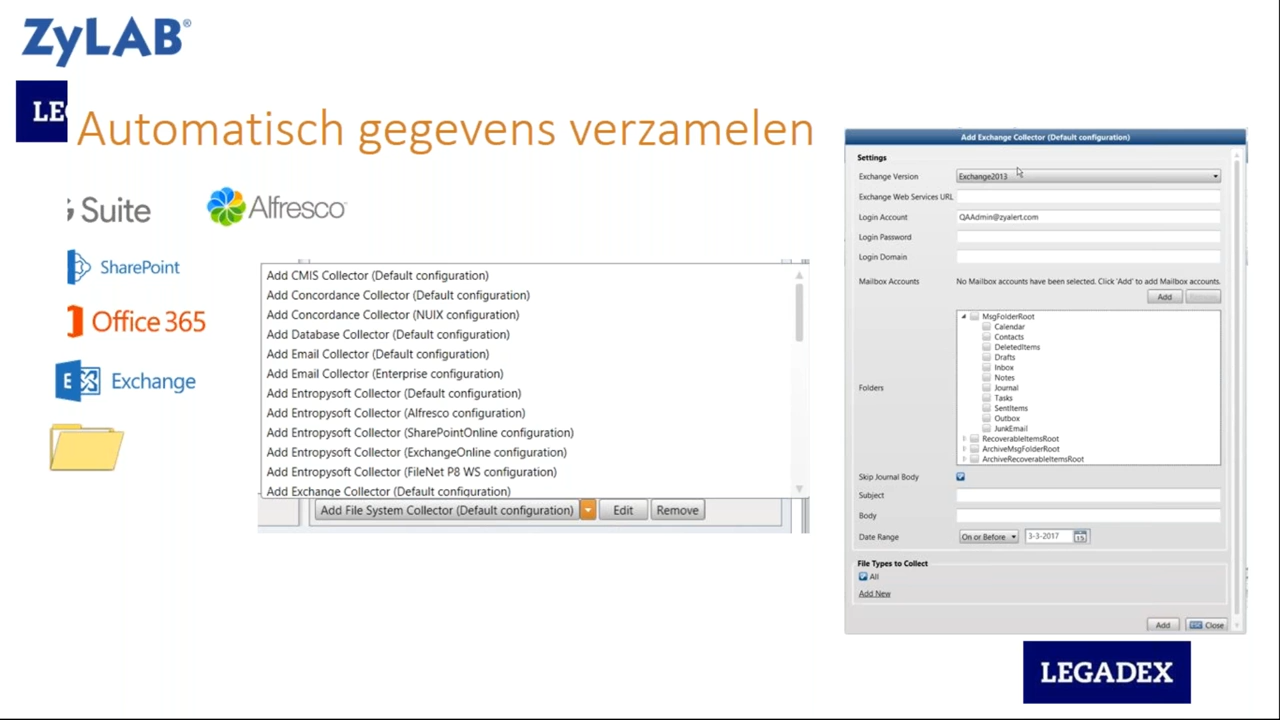 ZyLAB®
LE
Automatisch gegevens verzamelen
Suite
Alfresco
SharePoint
Office 365
Exchange
Add CMIS Collector (Default configuration)
Add Concordance Collector (Default configuration)
Add Concordance Collector (NUIX configuration)
Add Database Collector (Default configuration)
Add Email Collector (Default configuration)
Add Email Collector (Enterprise configuration)
Add Entropysoft Collector (Default configuration)
Add Entropysoft Collector (Alfresco configuration)
Add Entropysoft Collector (SharePointOnline configuration)
Add Entropysoft Collector (ExchangeOnline configuration)
Add Entropysoft Collector (FileNet P8 WS configuration)
Add Exchange Collector (Default configuration)
Add File System Collector (Default configuration) Edit Remove
Add Exchange Collector (Default configuration)
Settings
Exchange Version Exchange2013
Exchange Web Services URL
Login Account QAAdmin@zyalert.com
Login Password
Login Domain
Mailbox Accounts No Mailbox accounts have been selected. Click 'Add' to add Mailbox accounts.
Add
Folders
MsgFolderRoot
Calendar
Contacts
DeletedItems
Drafts
Inbox
Notes
Journal
Tasks
SentItems
Outbox
JunkEmail
RecoverableItemsRoot
ArchiveMsgFolderRoot
ArchiveRecoverableItemsRoot
Skip Journal Body
Subject
Body
Date Range On or Before 3-3-2017 15
File Types to Collect
All
Add New
Add ESC Close
LEGADEX